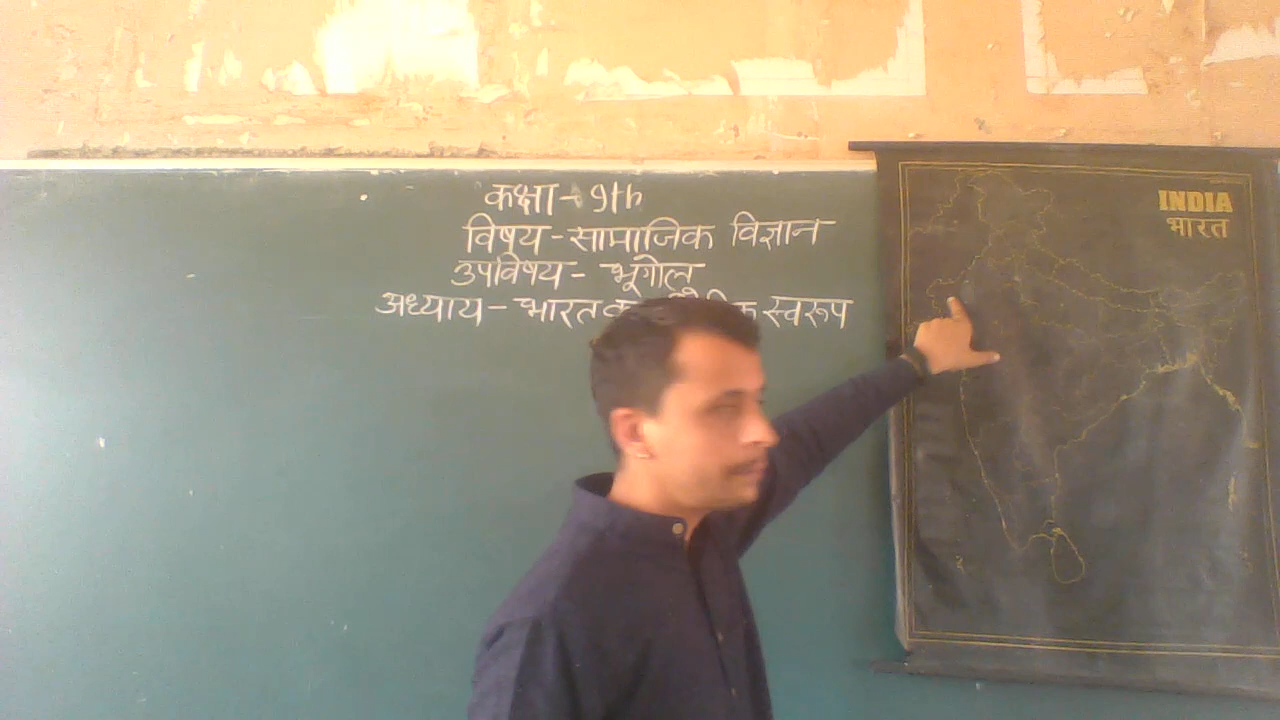 कक्षा - 9th
विषय - सामाजिक विज्ञान
उपविषय - भूगोल
अध्याय - भारत स्वरूप
INDIA
भारत